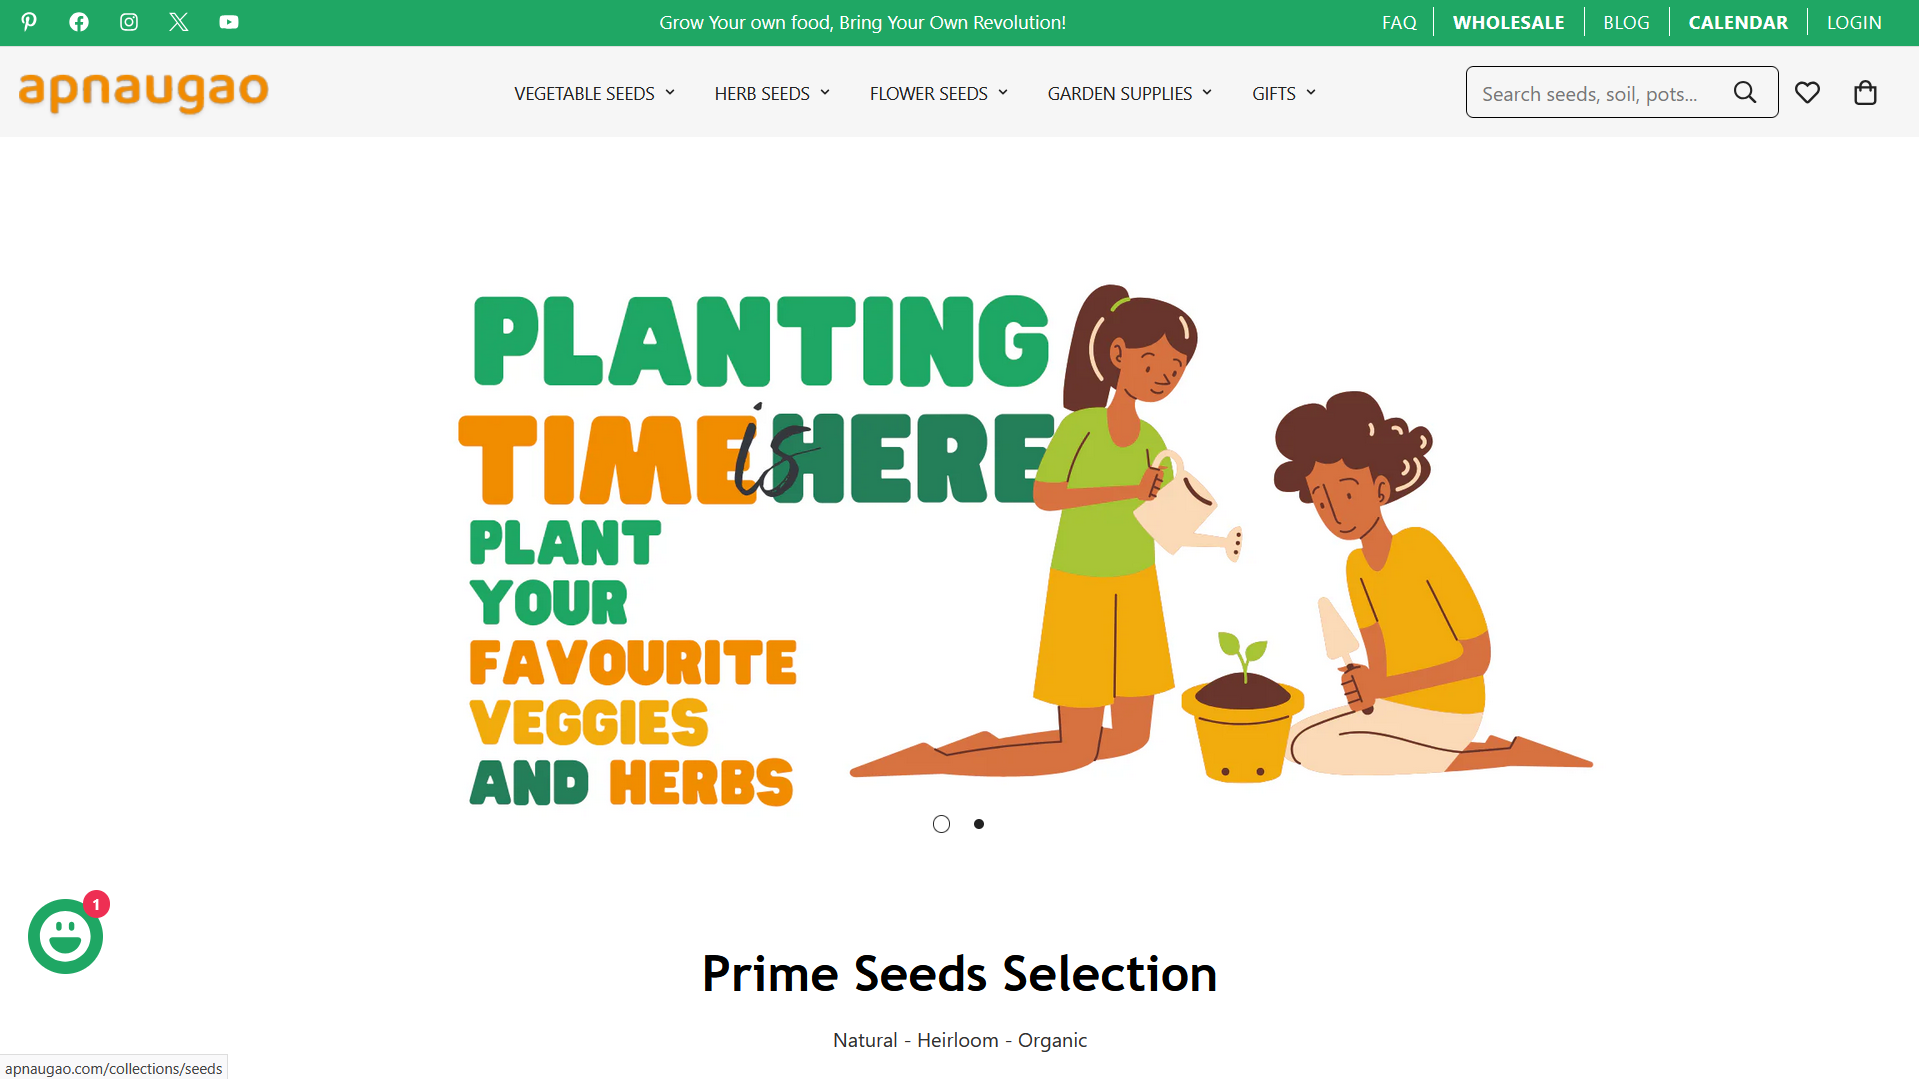 Grow Your own food, Bring Your Own Revolution!
FAQ WHOLESALE BLOG CALENDAR LOGIN
apnaugao
VEGETABLE SEEDS HERB SEEDS FLOWER SEEDS GARDEN SUPPLIES GIFTS
Search seeds, soil, pots...
PLANTING
TIME is HERE
PLANT
YOUR
FAVOURITE
VEGGIES
AND HERBS
1
Prime Seeds Selection
Natural - Heirloom - Organic
apnaugao.com/collections/seeds